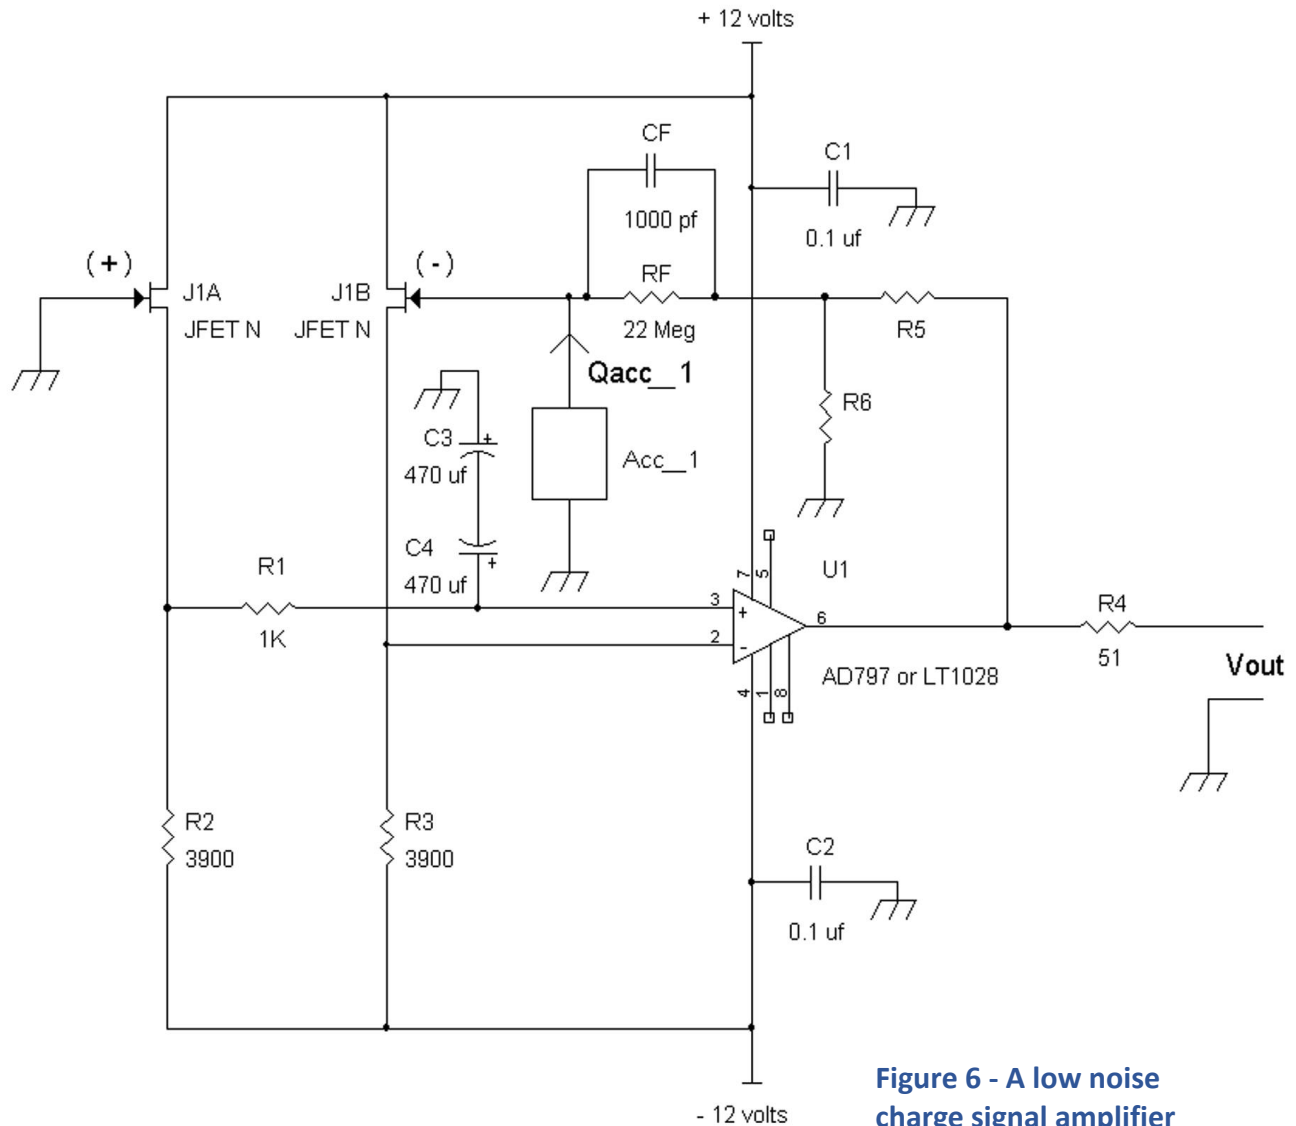 + 12 volts
CF
1000 pf
C1
0.1 uf
(+)
J1A
JFET N
J1B
JFET N
(-)
RF
22 Meg
R5
Qacc__1
R6
C3
+
470 uf
Acc__1
C4
+
470 uf
R1
1K
7
5
U1
3
+
2
-
6
4
1
8
AD797 or LT1028
R4
51
Vout
R2
3900
R3
3900
C2
0.1 uf
- 12 volts
Figure 6 - A low noise
charge signal amplifier